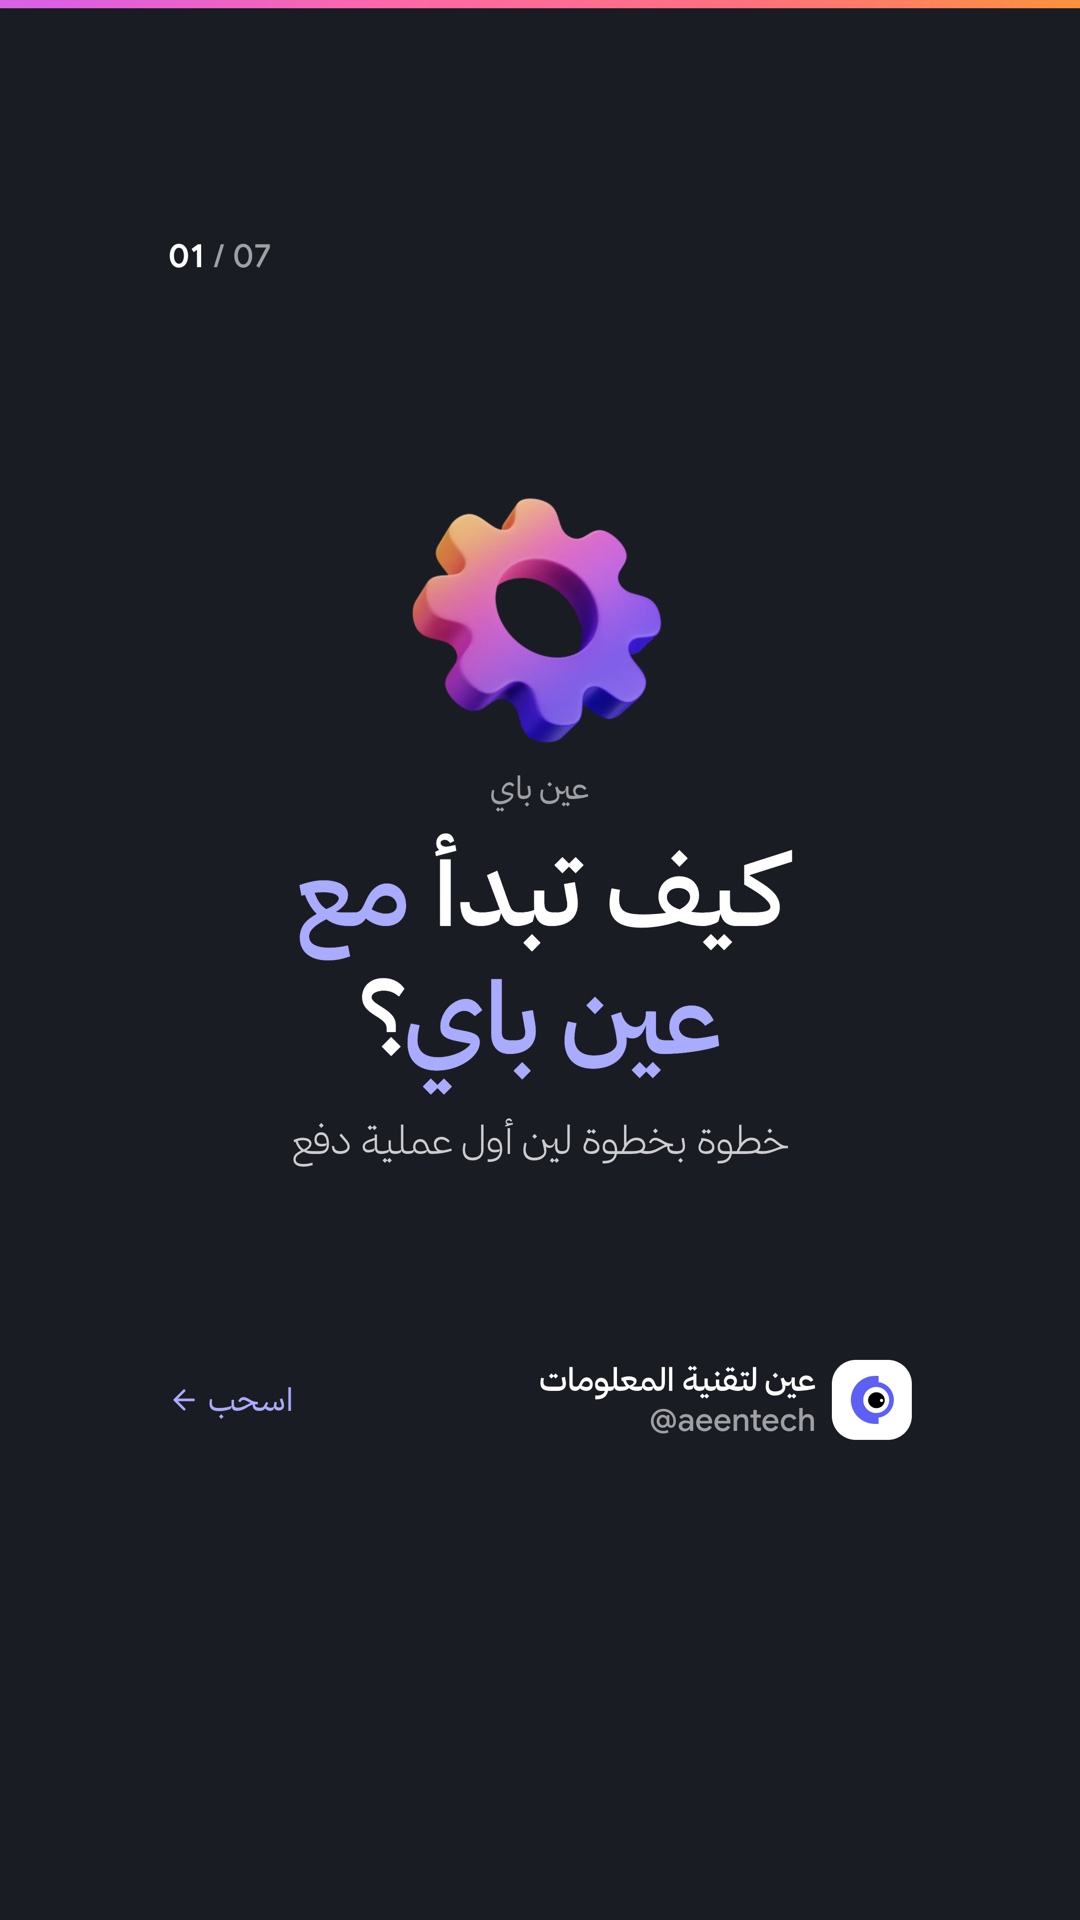 01 / 07
عين باي
كيف تبدأ مع
عين باي؟
خطوة بخطوة لين أول عملية دفع
عين لتقنية المعلومات
@aeentech
اسحب ←